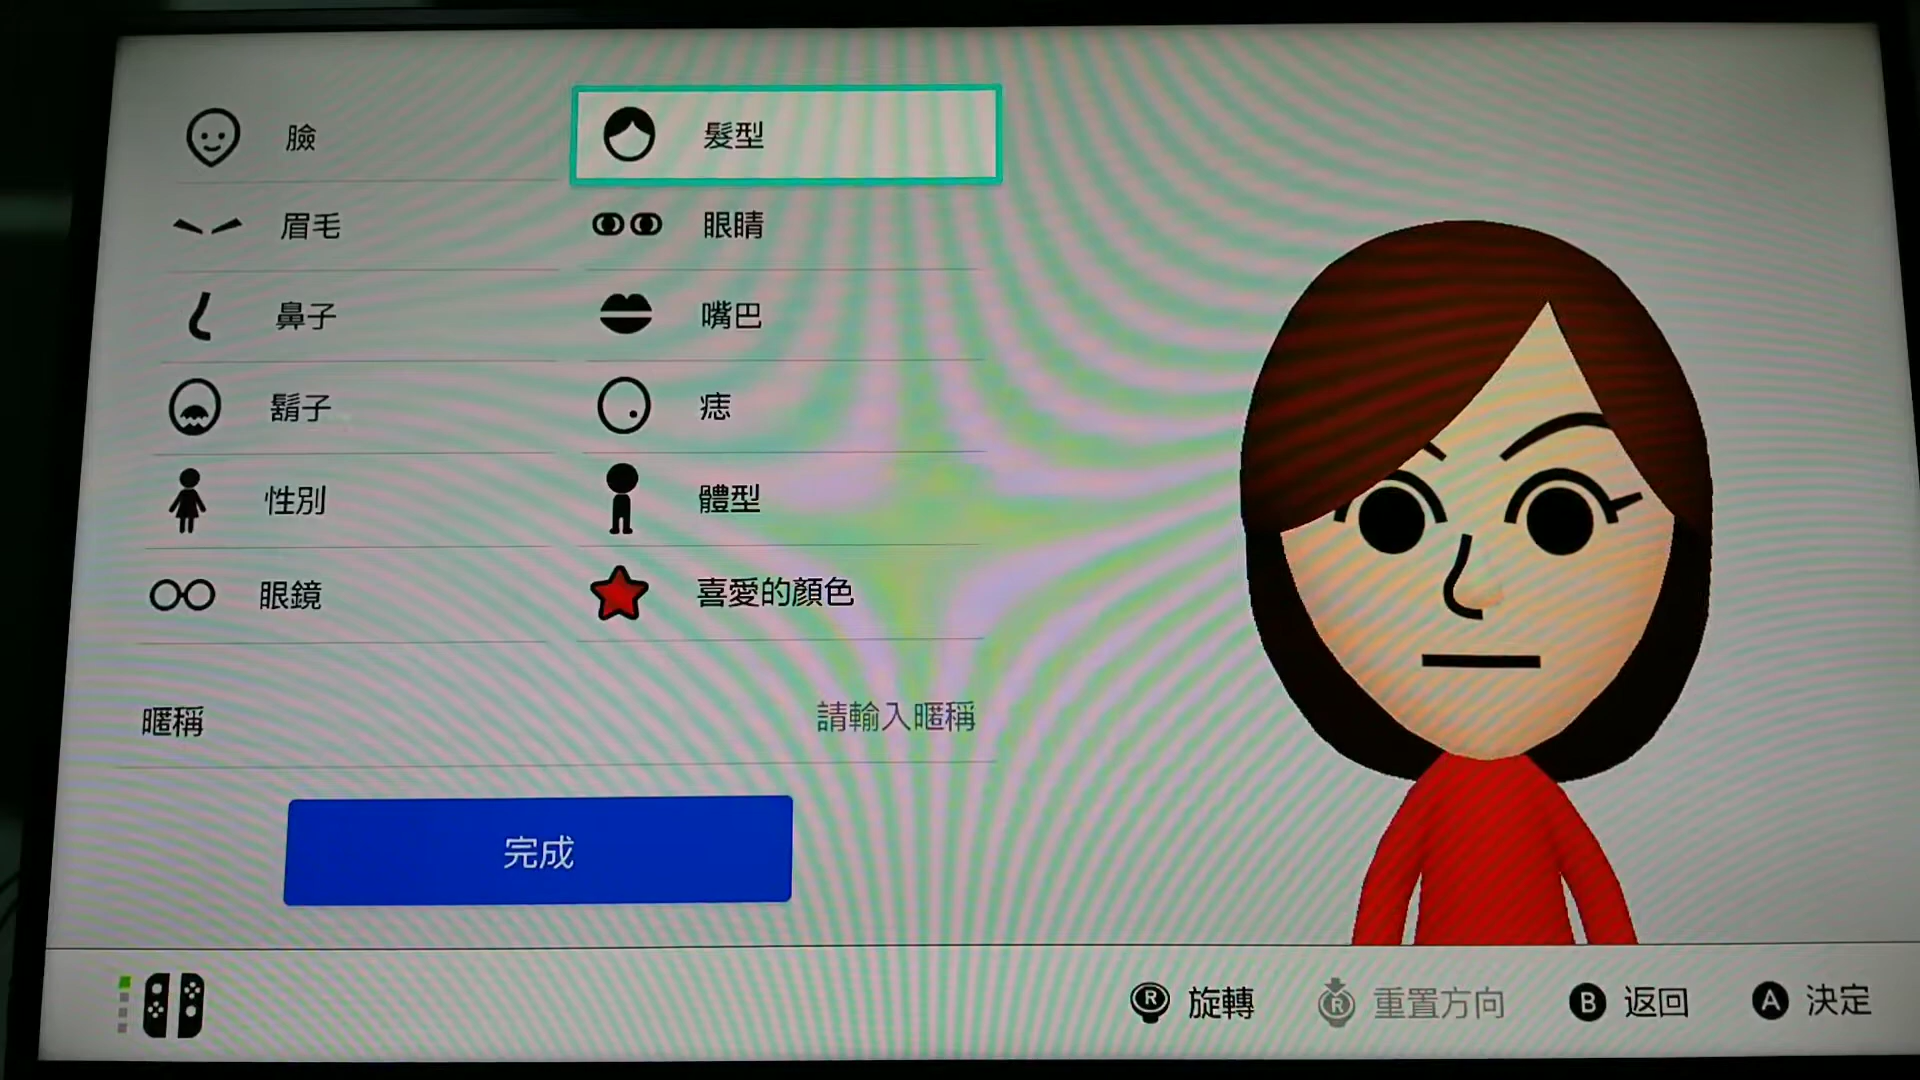 臉
髮型
眉毛
眼睛
鼻子
嘴巴
鬍子
痣
性別
體型
眼鏡
喜愛的顏色
暱稱
請輸入暱稱
完成
R 旋轉
R 重置方向
B 返回
A 決定